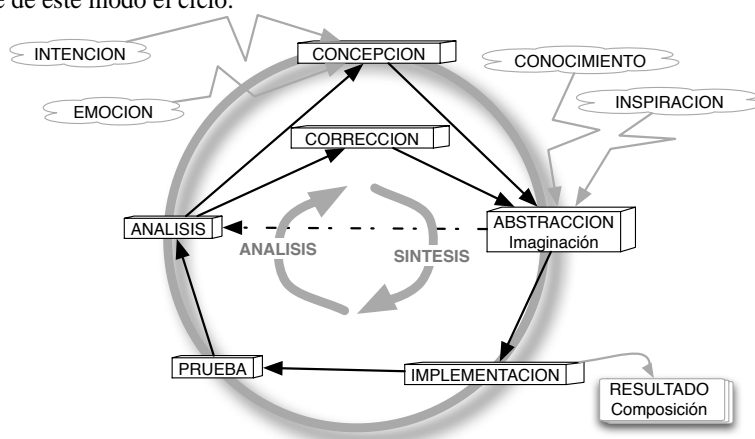 e de este modo el ciclo:
INTENCION
CONCEPCION
CONOCIMIENTO
EMOCION
INSPIRACION
CORRECCION
ANALISIS
ABSTRACCION
Imaginación
ANALISIS
SINTESIS
PRUEBA
IMPLEMENTACION
RESULTADO
Composición